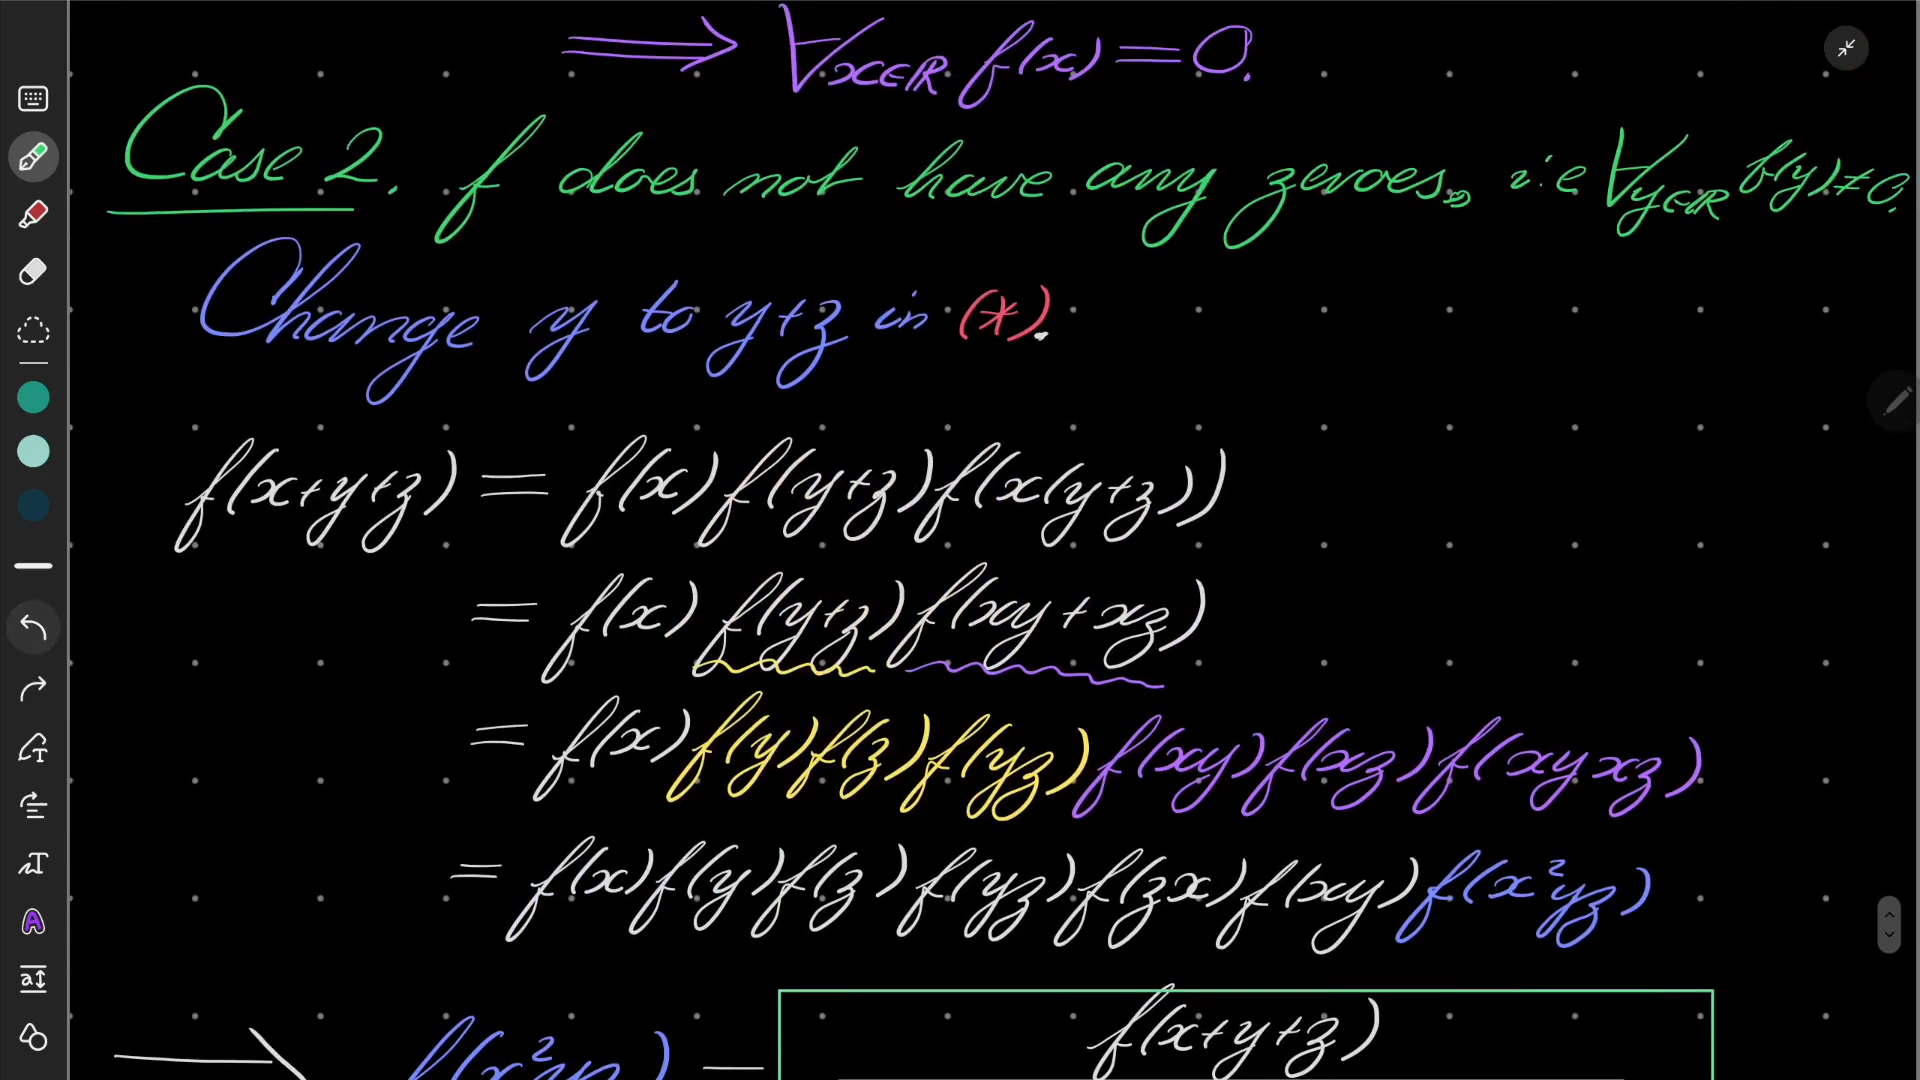 ⟹ ∀x∈ℝ f(x) = 0.
Case 2. f does not have any zeroes, i.e ∀y∈ℝ f(y) ≠ 0.
Change y to y+z in (*).
f(x+y+z) = f(x)f(y+z)f(x(y+z))
= f(x) f(y+z) f(xy+xz)
= f(x)f(y)f(z)f(yz)f(xy)f(xz)f(xyxz)
= f(x)f(y)f(z)f(yz)f(zx)f(xy)f(x²yz)
f(x+y+z)
⟹ f(x²yz) =